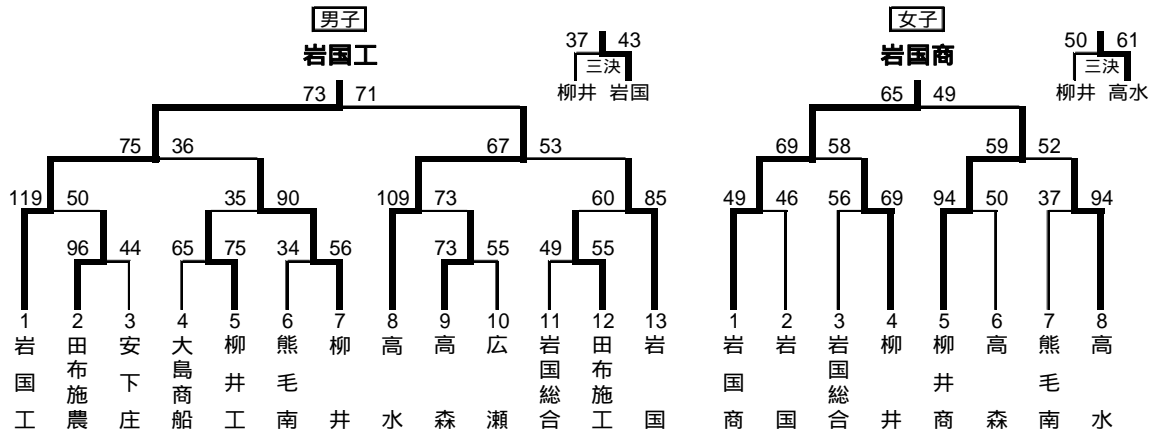 男子
岩国工
37 43
三決
柳井 岩国
73 71
75 36
67 53
119 50
35 90
109 73
60 85
96 44
65 75
34 56
73 55
49 55
1 2 3 4 5 6 7 8 9 10 11 12 13
岩国工
田布施農
安下庄
大島商船
柳井工
熊毛南
柳井
高水
高森
広瀬
岩国総合
田布施工
岩国
女子
岩国商
50 61
三決
柳井 高水
65 49
69 58
59 52
49 46
56 69
94 50
37 94
1 2 3 4 5 6 7 8
岩国商
岩国
岩国総合
柳井
柳井商
高森
熊毛南
高水